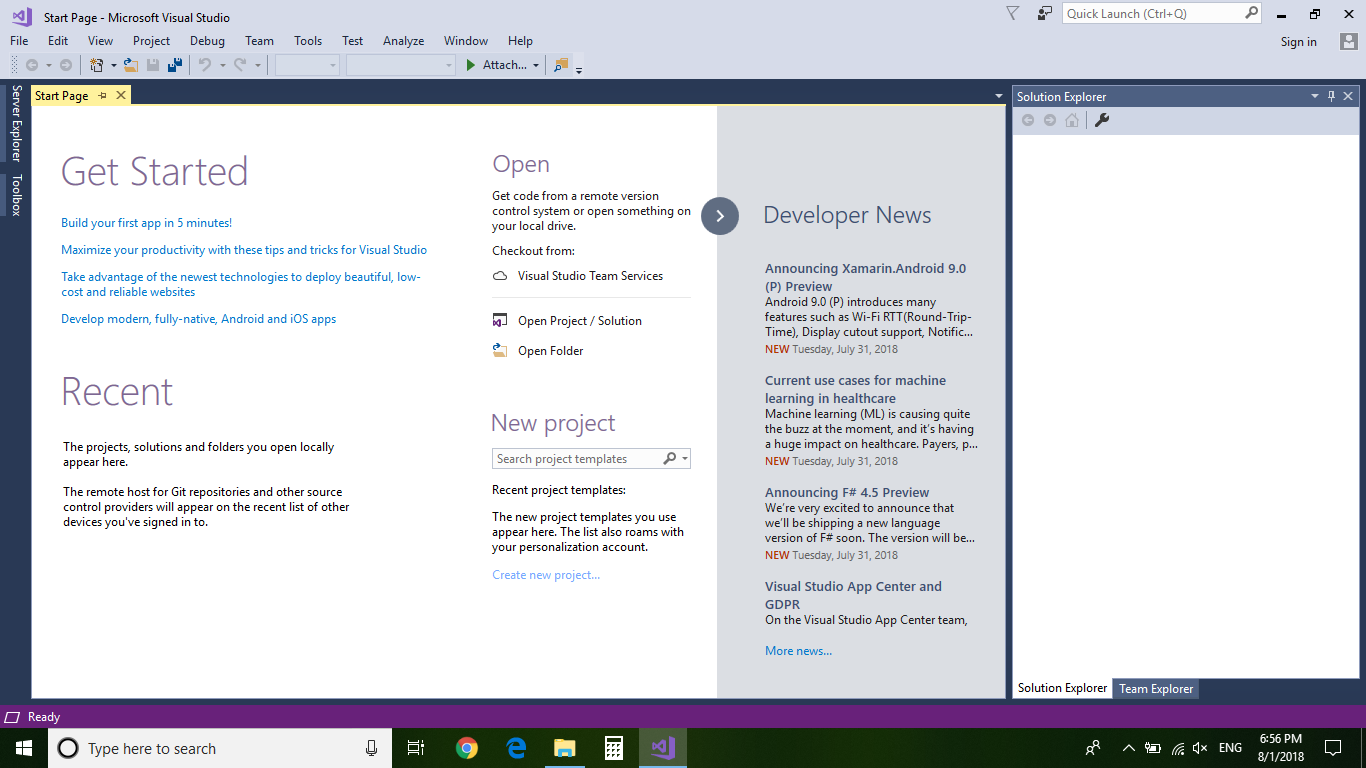 Start Page - Microsoft Visual Studio
Quick Launch (Ctrl+Q)
File Edit View Project Debug Team Tools Test Analyze Window Help
Sign in
Attach...
Server Explorer
Toolbox
Start Page
Get Started
Build your first app in 5 minutes!
Maximize your productivity with these tips and tricks for Visual Studio
Take advantage of the newest technologies to deploy beautiful, low-
cost and reliable websites
Develop modern, fully-native, Android and iOS apps
Recent
The projects, solutions and folders you open locally
appear here.
The remote host for Git repositories and other source
control providers will appear on the recent list of other
devices you've signed in to.
Open
Get code from a remote version
control system or open something on
your local drive.
Checkout from:
Visual Studio Team Services
Open Project / Solution
Open Folder
New project
Search project templates
Recent project templates:
The new project templates you use
appear here. The list also roams with
your personalization account.
Create new project...
Developer News
Announcing Xamarin.Android 9.0
(P) Preview
Android 9.0 (P) introduces many
features such as Wi-Fi RTT(Round-Trip-
Time), Display cutout support, Notific...
NEW Tuesday, July 31, 2018
Current use cases for machine
learning in healthcare
Machine learning (ML) is causing quite
the buzz at the moment, and it's having
a huge impact on healthcare. Payers, p...
NEW Tuesday, July 31, 2018
Announcing F# 4.5 Preview
We're very excited to announce that
we'll be shipping a new language
version of F# soon. The version will be...
NEW Tuesday, July 31, 2018
Visual Studio App Center and
GDPR
On the Visual Studio App Center team,
More news...
Solution Explorer
Solution Explorer Team Explorer
Ready
Type here to search
ENG
6:56 PM
8/1/2018